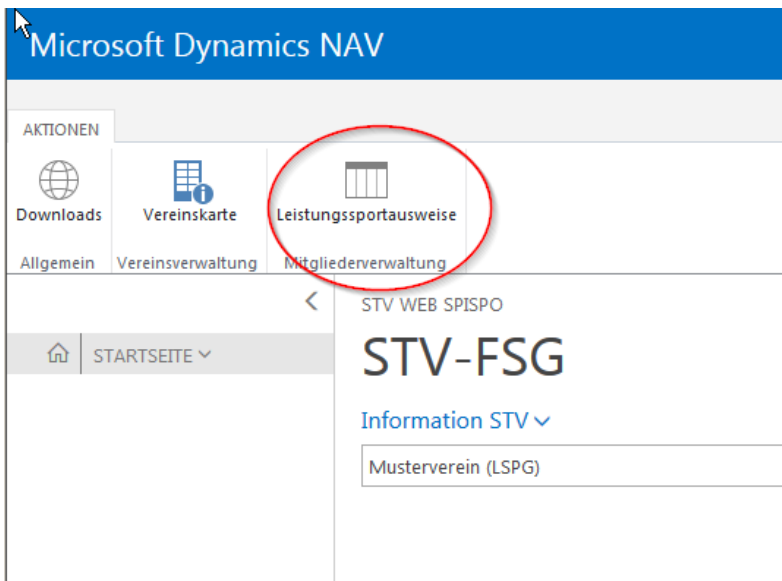 Microsoft Dynamics NAV
AKTIONEN
Downloads
Vereinskarte
Leistungssportausweise
Allgemein
Vereinsverwaltung
Mitgliederverwaltung
STV WEB SPISPO
STARTSEITE
STV-FSG
Information STV
Musterverein (LSPG)